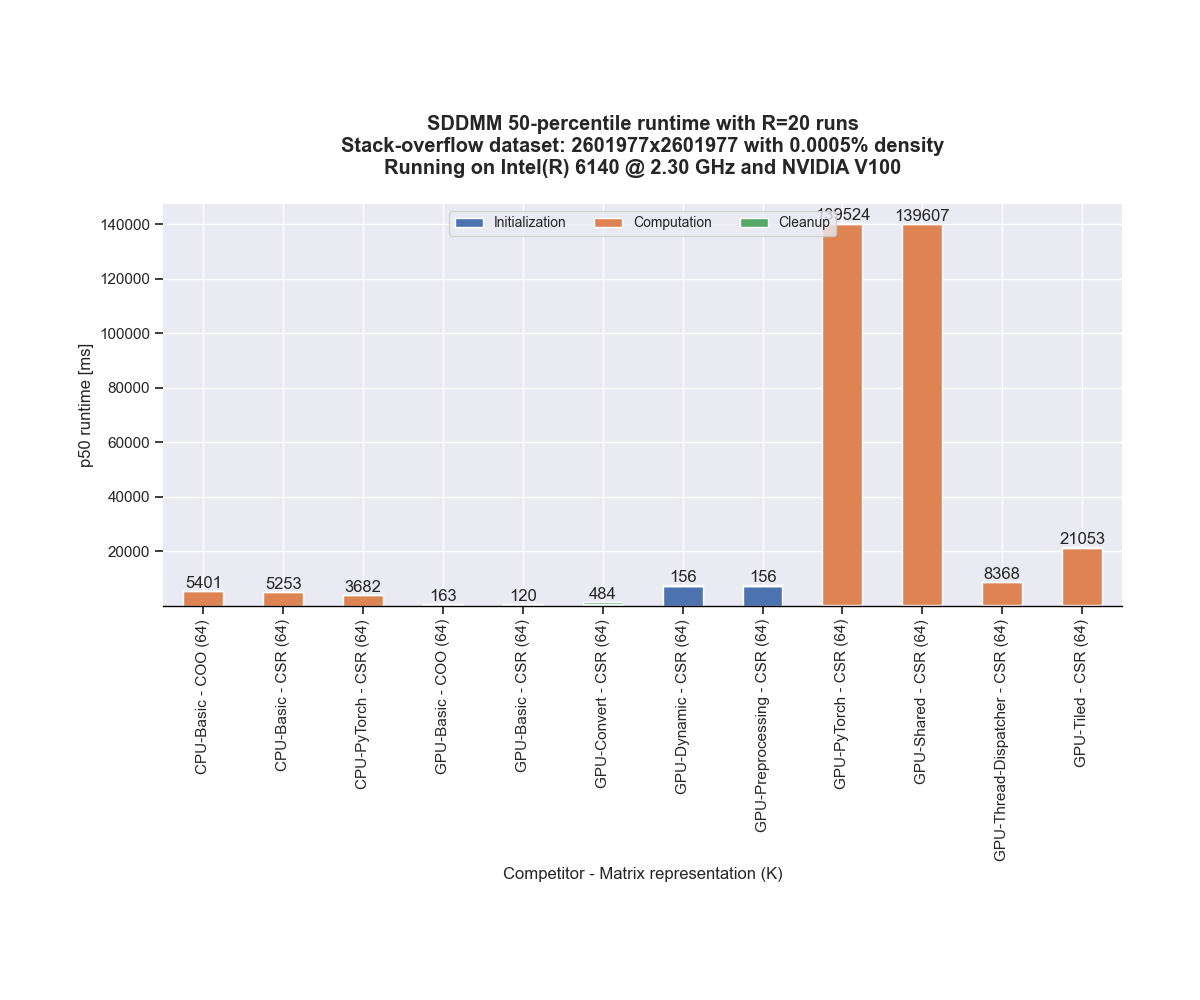 SDDMM 50-percentile runtime with R=20 runs
Stack-overflow dataset: 2601977x2601977 with 0.0005% density
Running on Intel(R) 6140 @ 2.30 GHz and NVIDIA V100
Initialization
Computation
Cleanup
p50 runtime [ms]
140000
120000
100000
80000
60000
40000
20000
5401
5253
3682
163
120
484
156
156
139524
139607
8368
21053
CPU-Basic - COO (64)
CPU-Basic - CSR (64)
CPU-PyTorch - CSR (64)
GPU-Basic - COO (64)
GPU-Basic - CSR (64)
GPU-Convert - CSR (64)
GPU-Dynamic - CSR (64)
GPU-Preprocessing - CSR (64)
GPU-PyTorch - CSR (64)
GPU-Shared - CSR (64)
GPU-Thread-Dispatcher - CSR (64)
GPU-Tiled - CSR (64)
Competitor - Matrix representation (K)